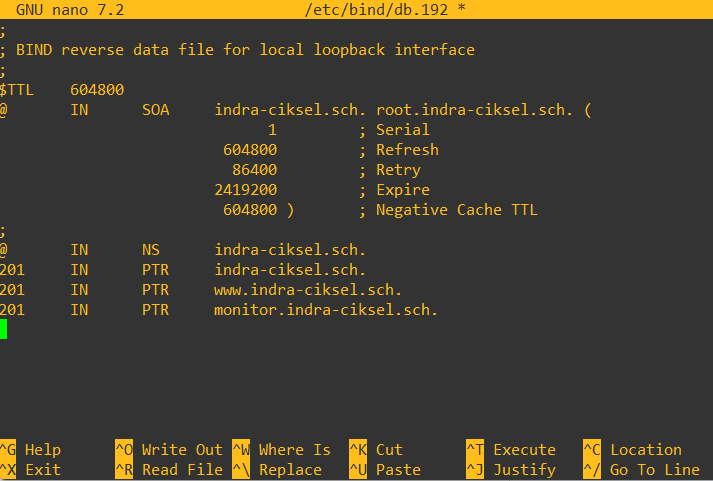 GNU nano 7.2 /etc/bind/db.192 *
;
; BIND reverse data file for local loopback interface
;
$TTL 604800
@ IN SOA indra-ciksel.sch. root.indra-ciksel.sch. (
1 ; Serial
604800 ; Refresh
86400 ; Retry
2419200 ; Expire
604800 ) ; Negative Cache TTL
;
@ IN NS indra-ciksel.sch.
201 IN PTR indra-ciksel.sch.
201 IN PTR www.indra-ciksel.sch.
201 IN PTR monitor.indra-ciksel.sch.
^G Help ^O Write Out ^W Where Is ^K Cut ^T Execute ^C Location
^X Exit ^R Read File ^\ Replace ^U Paste ^J Justify ^/ Go To Line